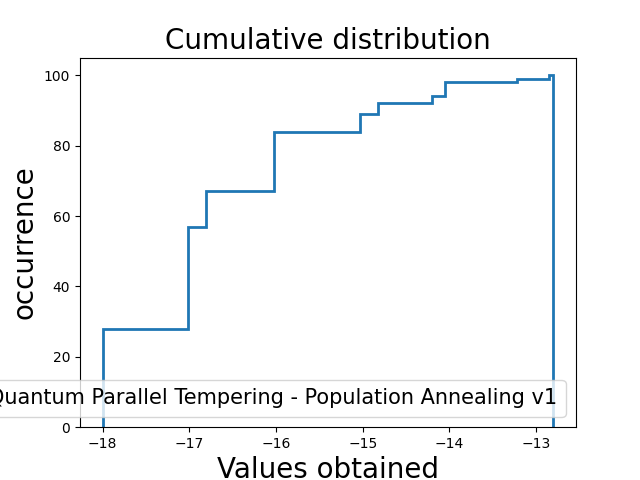 Cumulative distribution
occurrence
100
80
60
40
20
0
Parallel Tempering - Population Annealing v1
−18 −17 −16 −15 −14 −13
Values obtained